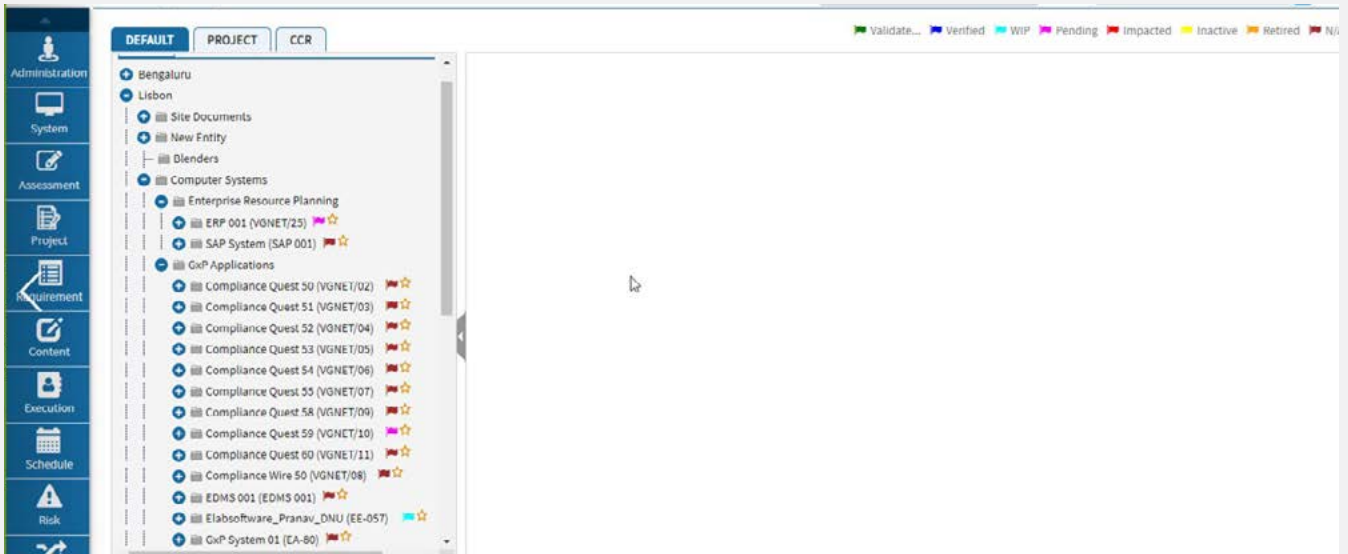 DEFAULT PROJECT CCR
Validate... Verified WIP Pending Impacted Inactive Retired N/
Administration
System
Assessment
Project
Requirement
Content
Execution
Schedule
Risk
Bengaluru
Lisbon
Site Documents
New Entity
Blenders
Computer Systems
Enterprise Resource Planning
ERP 001 (VGNET/25)
SAP System (SAP 001)
GxP Applications
Compliance Quest 50 (VGNET/02)
Compliance Quest 51 (VGNET/03)
Compliance Quest 52 (VGNET/04)
Compliance Quest 53 (VGNET/05)
Compliance Quest 54 (VGNET/06)
Compliance Quest 55 (VGNET/07)
Compliance Quest 58 (VGNET/09)
Compliance Quest 59 (VGNET/10)
Compliance Quest 60 (VGNET/11)
Compliance Wire 50 (VGNET/08)
EDMS 001 (EDMS 001)
Elabsoftware_Pranav_DNU (EE-057)
GxP System 01 (EA-80)